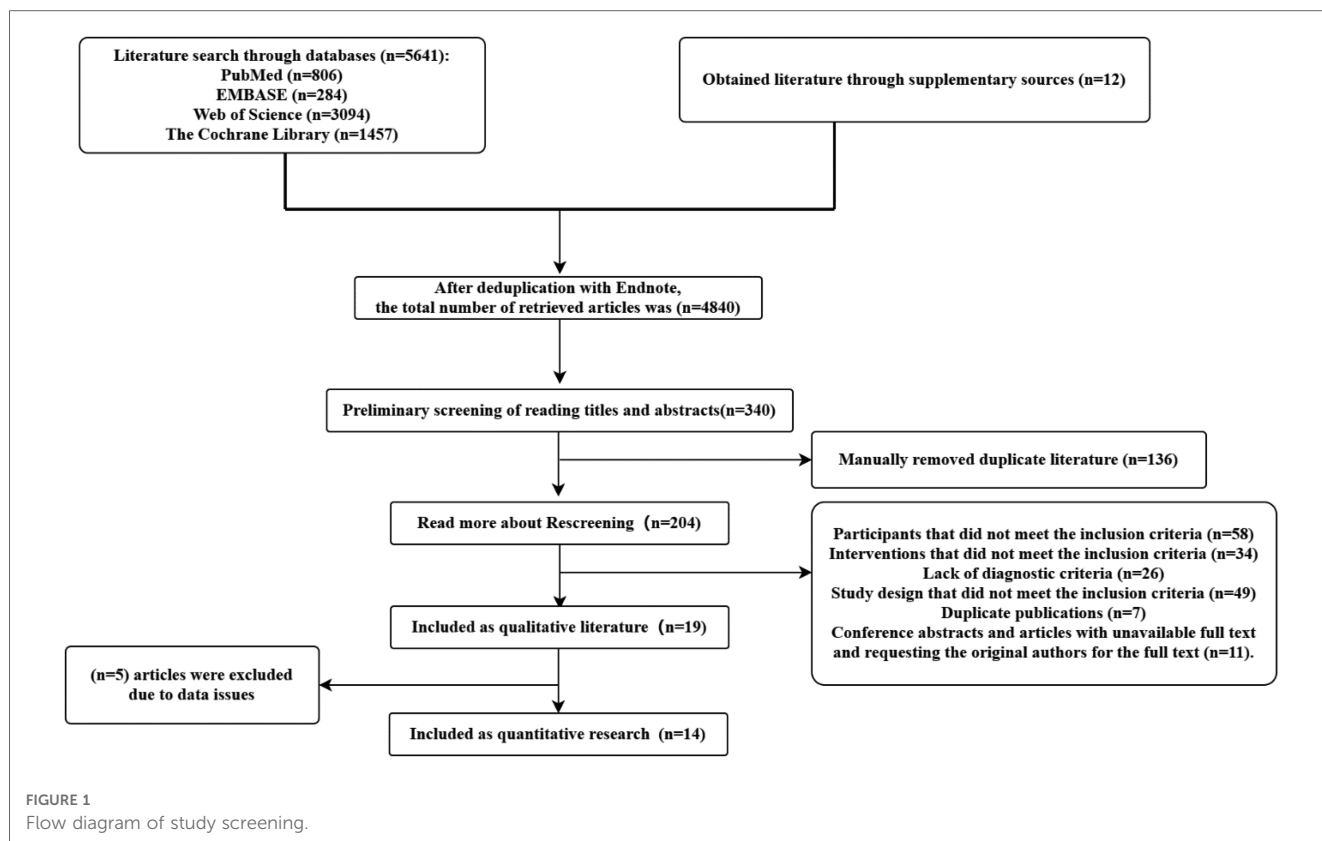 Literature search through databases (n=5641):
PubMed (n=806)
EMBASE (n=284)
Web of Science (n=3094)
The Cochrane Library (n=1457)
Obtained literature through supplementary sources (n=12)
After deduplication with Endnote,
the total number of retrieved articles was (n=4840)
Preliminary screening of reading titles and abstracts(n=340)
Manually removed duplicate literature (n=136)
Read more about Rescreening（n=204)
Participants that did not meet the inclusion criteria (n=58)
Interventions that did not meet the inclusion criteria (n=34)
Lack of diagnostic criteria (n=26)
Study design that did not meet the inclusion criteria (n=49)
Duplicate publications (n=7)
Conference abstracts and articles with unavailable full text
and requesting the original authors for the full text (n=11).
Included as qualitative literature（n=19)
(n=5) articles were excluded
due to data issues
Included as quantitative research (n=14)
FIGURE 1
Flow diagram of study screening.